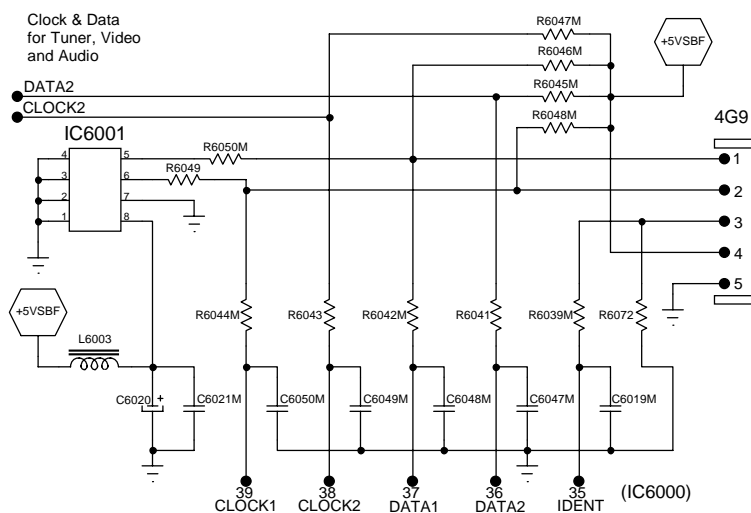 Clock & Data
for Tuner, Video
and Audio
R6047M
+5VSBF
R6046M
DATA2
R6045M
CLOCK2
R6048M
4G9
IC6001
4 5 R6050M 1
3 6 R6049
2 7 2
1 8
3
4
5
+5VSBF
R6044M R6043 R6042M R6041 R6039M R6072
L6003
C6020 + C6021M C6050M C6049M C6048M C6047M C6019M
39 38 37 36 35 (IC6000)
CLOCK1 CLOCK2 DATA1 DATA2 IDENT